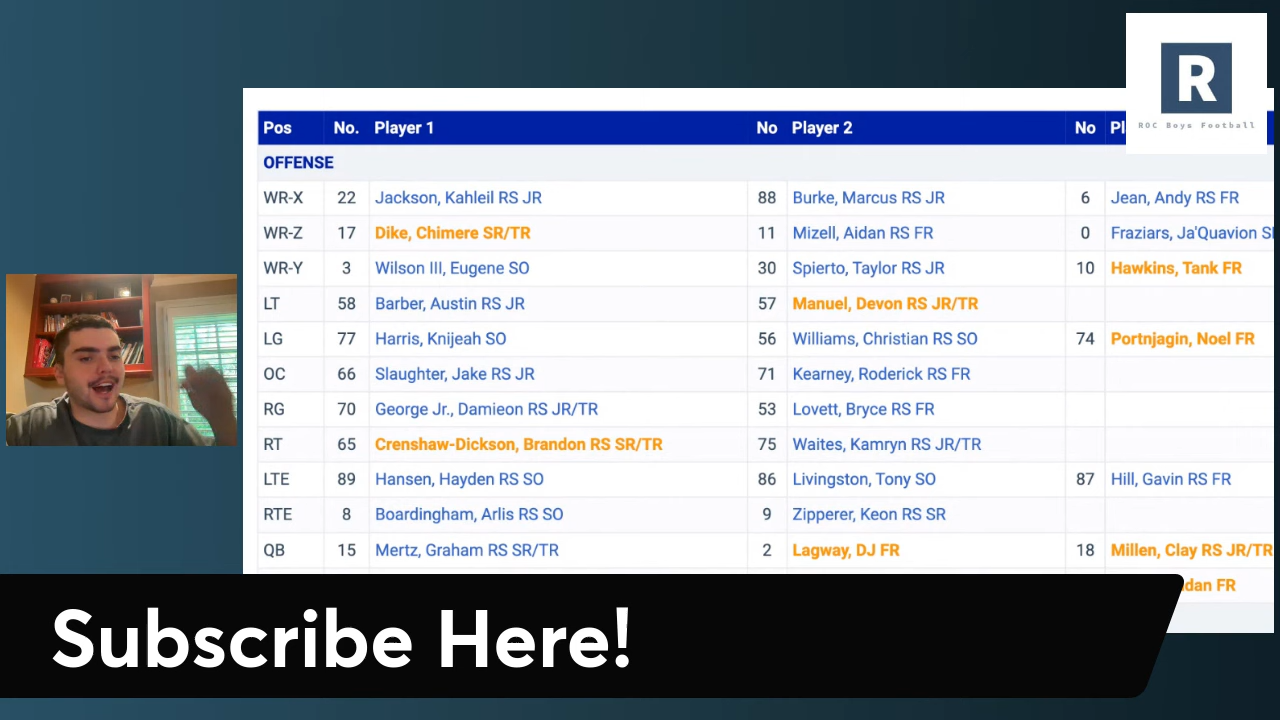 R
ROC Boys Football
Pos No. Player 1 No Player 2 No Pl
OFFENSE
WR-X 22 Jackson, Kahleil RS JR 88 Burke, Marcus RS JR 6 Jean, Andy RS FR
WR-Z 17 Dike, Chimere SR/TR 11 Mizell, Aidan RS FR 0 Fraziars, Ja'Quavion S
WR-Y 3 Wilson III, Eugene SO 30 Spierto, Taylor RS JR 10 Hawkins, Tank FR
LT 58 Barber, Austin RS JR 57 Manuel, Devon RS JR/TR
LG 77 Harris, Knijeah SO 56 Williams, Christian RS SO 74 Portnjagin, Noel FR
OC 66 Slaughter, Jake RS JR 71 Kearney, Roderick RS FR
RG 70 George Jr., Damieon RS JR/TR 53 Lovett, Bryce RS FR
RT 65 Crenshaw-Dickson, Brandon RS SR/TR 75 Waites, Kamryn RS JR/TR
LTE 89 Hansen, Hayden RS SO 86 Livingston, Tony SO 87 Hill, Gavin RS FR
RTE 8 Boardingham, Arlis RS SO 9 Zipperer, Keon RS SR
QB 15 Mertz, Graham RS SR/TR 2 Lagway, DJ FR 18 Millen, Clay RS JR/TR
dan FR
Subscribe Here!